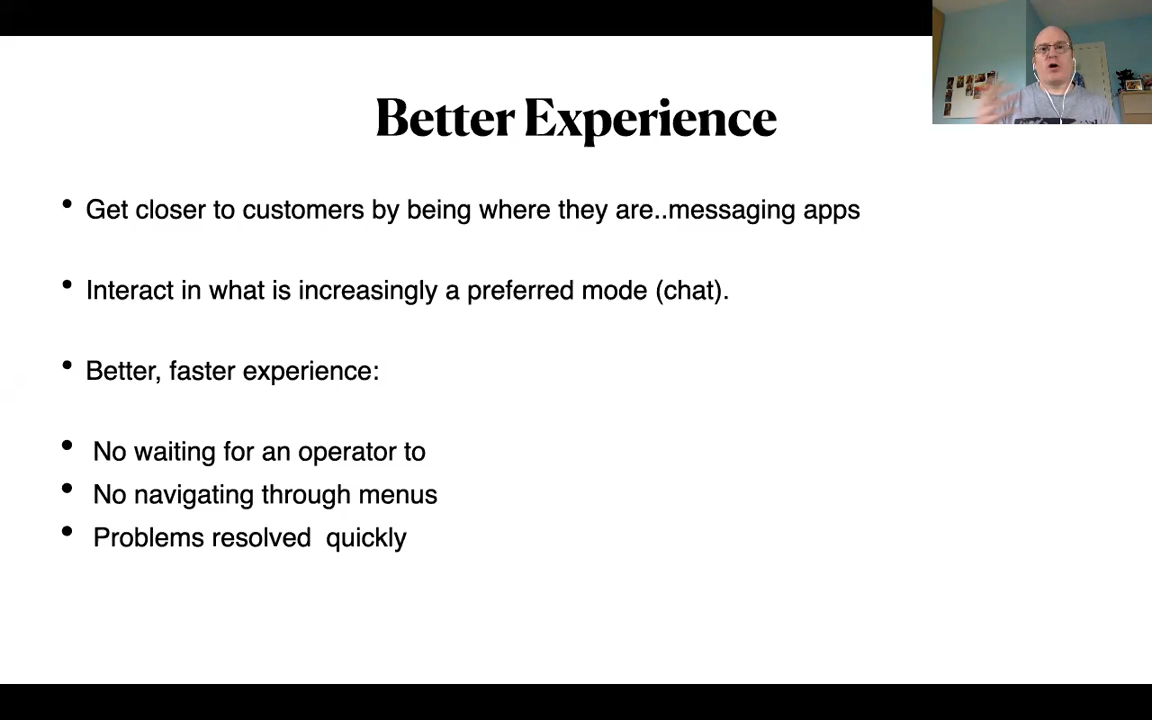 Better Experience
• Get closer to customers by being where they are..messaging apps
• Interact in what is increasingly a preferred mode (chat).
• Better, faster experience:
• No waiting for an operator to
• No navigating through menus
• Problems resolved  quickly